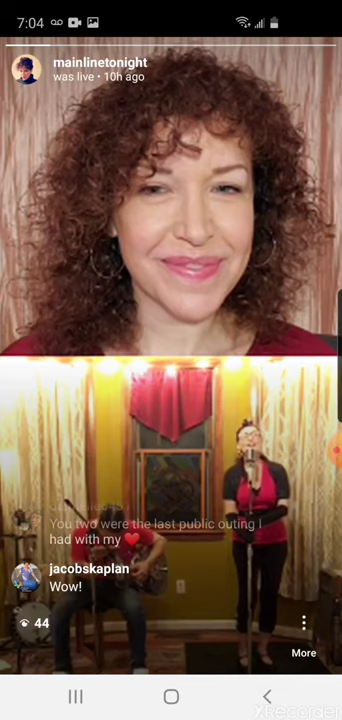 7:04
mainlinetonight
was live • 10h ago
You two were the last public outing I
had with my ❤️
jacobskaplan
Wow!
44
More
XRecorder